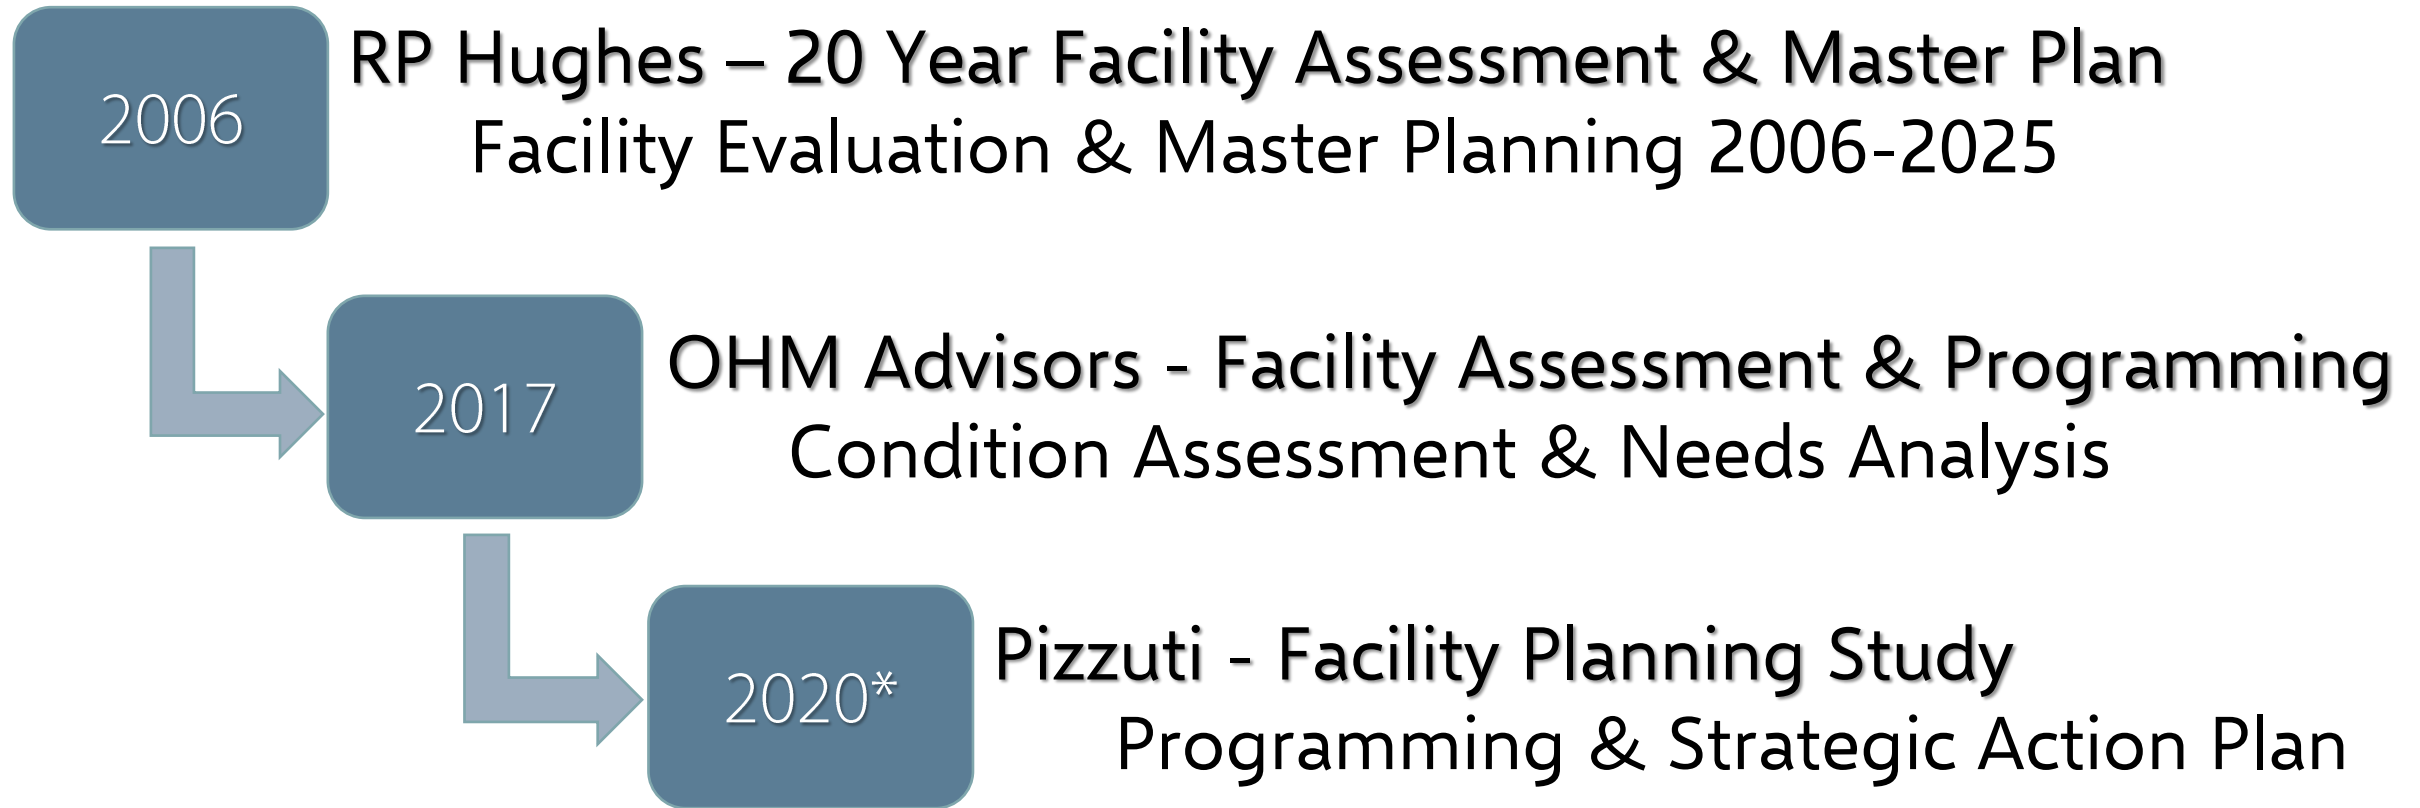 2006
RP Hughes – 20 Year Facility Assessment & Master Plan
Facility Evaluation & Master Planning 2006-2025
2017
OHM Advisors - Facility Assessment & Programming
Condition Assessment & Needs Analysis
2020*
Pizzuti - Facility Planning Study
Programming & Strategic Action Plan